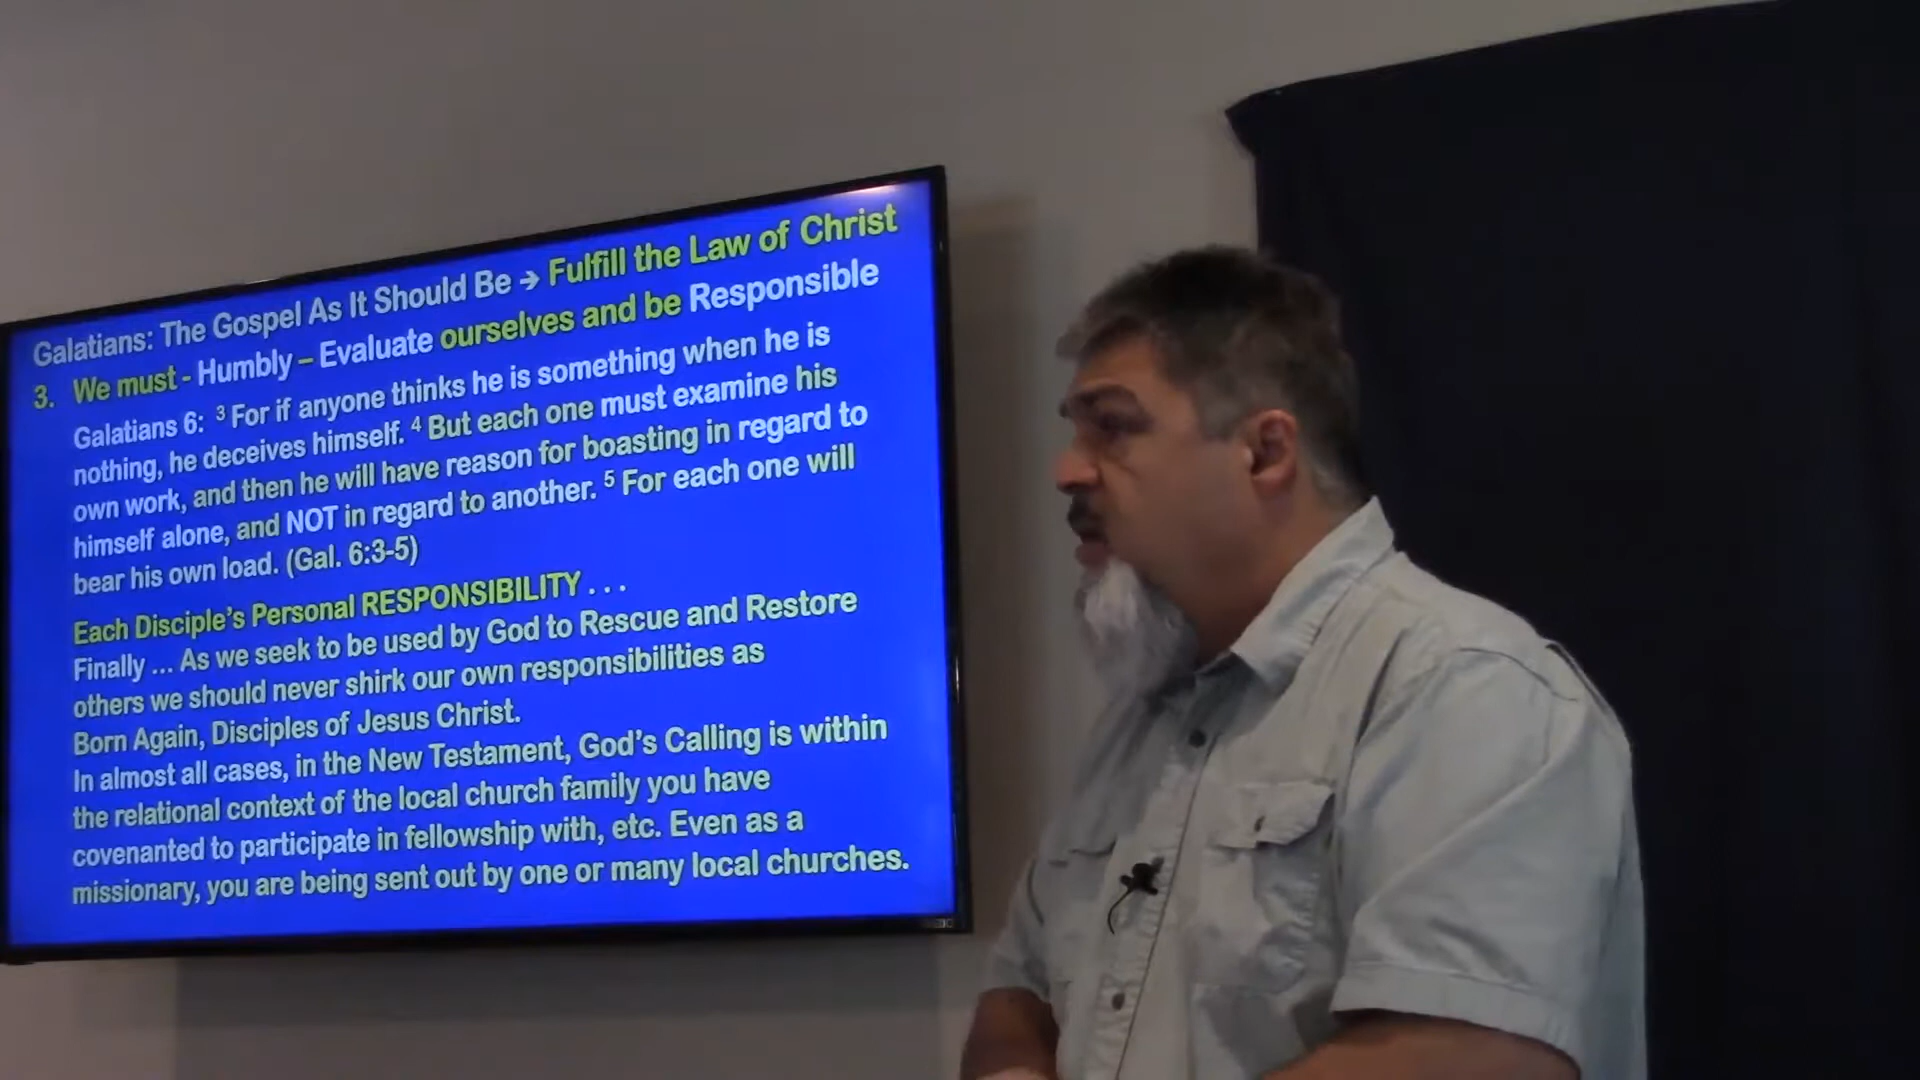 Galatians: The Gospel As It Should Be → Fulfill the Law of Christ
3. We must - Humbly – Evaluate ourselves and be Responsible
Galatians 6: ³ For if anyone thinks he is something when he is
nothing, he deceives himself. ⁴ But each one must examine his
own work, and then he will have reason for boasting in regard to
himself alone, and NOT in regard to another. ⁵ For each one will
bear his own load. (Gal. 6:3-5)
Each Disciple’s Personal RESPONSIBILITY . . .
Finally ... As we seek to be used by God to Rescue and Restore
others we should never shirk our own responsibilities as
Born Again, Disciples of Jesus Christ.
In almost all cases, in the New Testament, God’s Calling is within
the relational context of the local church family you have
covenanted to participate in fellowship with, etc. Even as a
missionary, you are being sent out by one or many local churches.